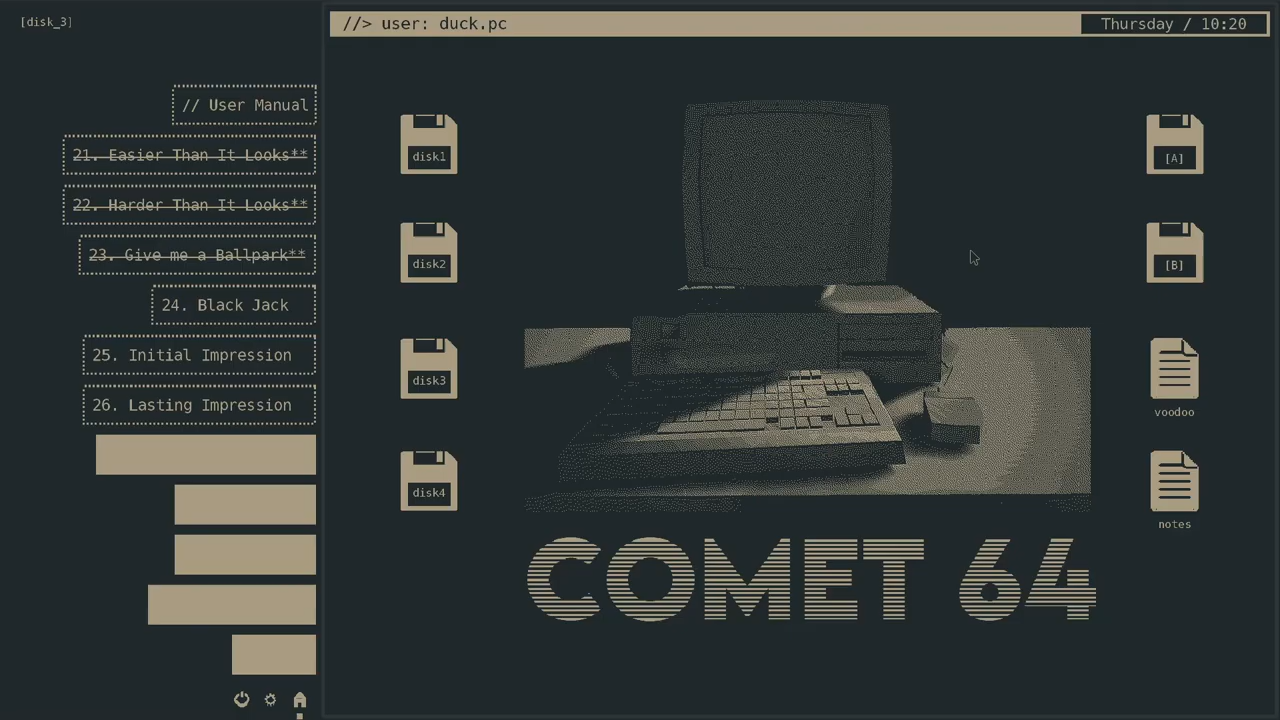 [disk_3]
//> user: duck.pc
Thursday / 10:20
// User Manual
21. Easier Than It Looks**
22. Harder Than It Looks**
23. Give me a Ballpark**
24. Black Jack
25. Initial Impression
26. Lasting Impression
disk1
disk2
disk3
disk4
[A]
[B]
voodoo
notes
COMET 64